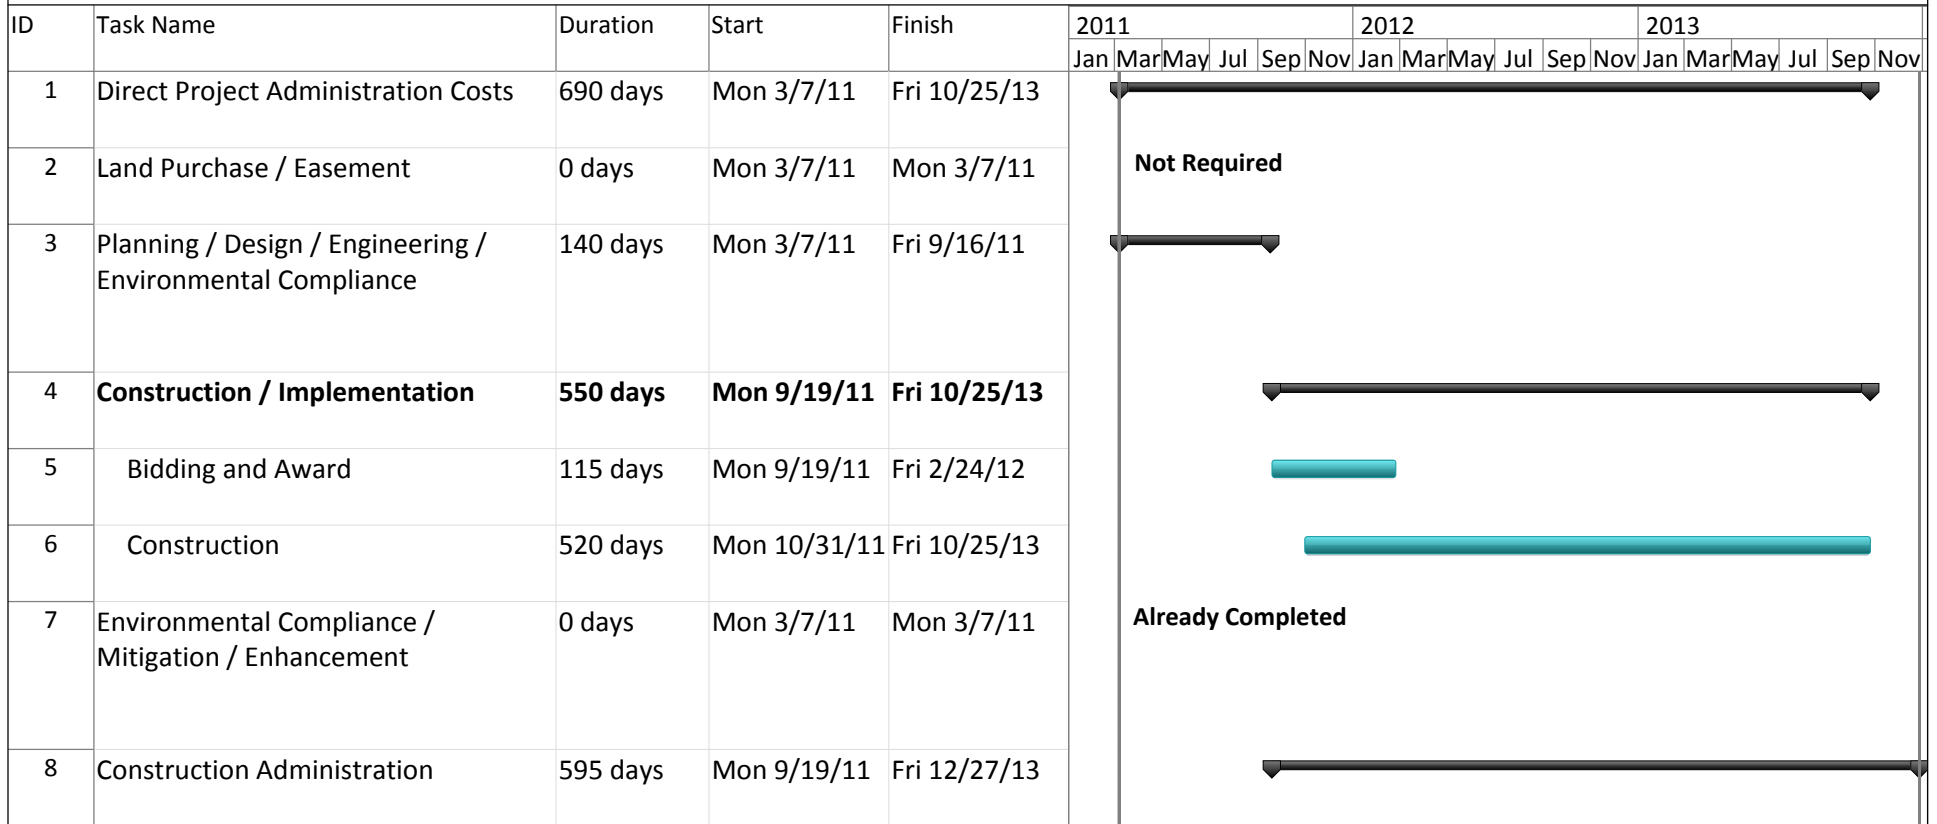 ID Task Name Duration Start Finish 2011 2012 2013
Jan Mar May Jul Sep Nov Jan Mar May Jul Sep Nov Jan Mar May Jul Sep Nov
1 Direct Project Administration Costs 690 days Mon 3/7/11 Fri 10/25/13
2 Land Purchase / Easement 0 days Mon 3/7/11 Mon 3/7/11 Not Required
3 Planning / Design / Engineering / 140 days Mon 3/7/11 Fri 9/16/11
Environmental Compliance
4 Construction / Implementation 550 days Mon 9/19/11 Fri 10/25/13
5 Bidding and Award 115 days Mon 9/19/11 Fri 2/24/12
6 Construction 520 days Mon 10/31/11 Fri 10/25/13
7 Environmental Compliance / 0 days Mon 3/7/11 Mon 3/7/11 Already Completed
Mitigation / Enhancement
8 Construction Administration 595 days Mon 9/19/11 Fri 12/27/13